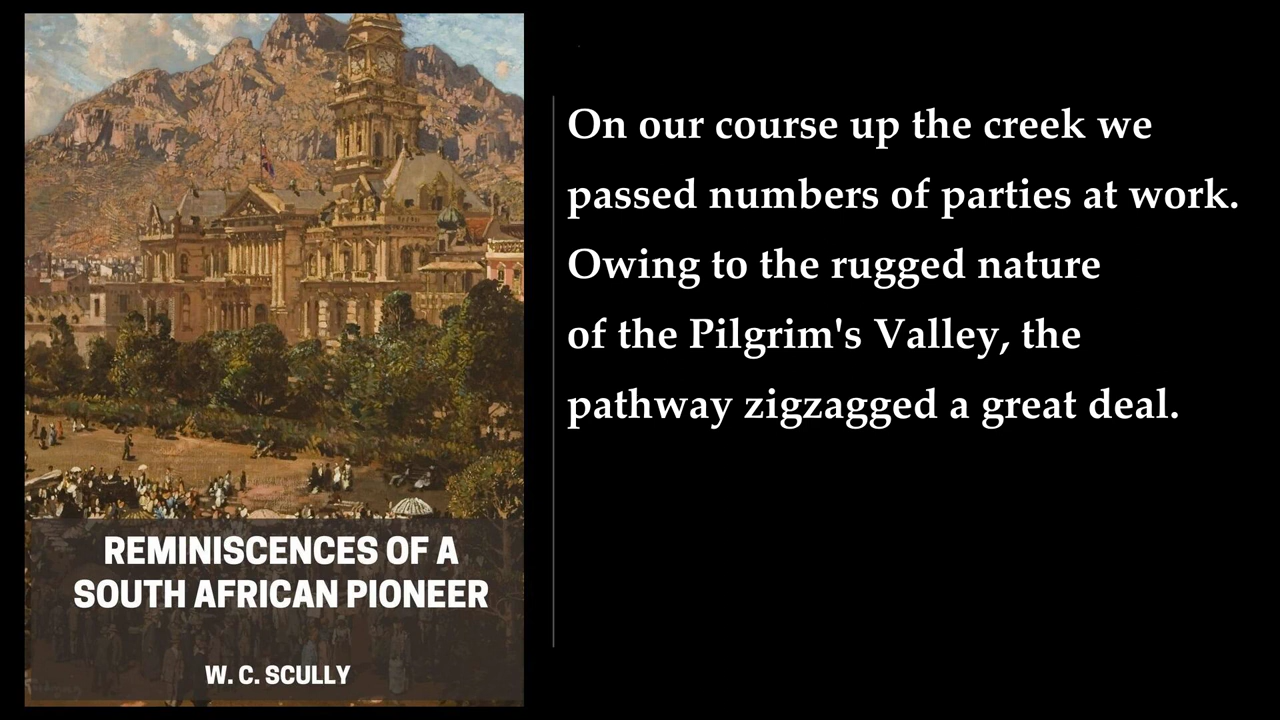 REMINISCENCES OF A
SOUTH AFRICAN PIONEER
W. C. SCULLY
On our course up the creek we
passed numbers of parties at work.
Owing to the rugged nature
of the Pilgrim's Valley, the
pathway zigzagged a great deal.